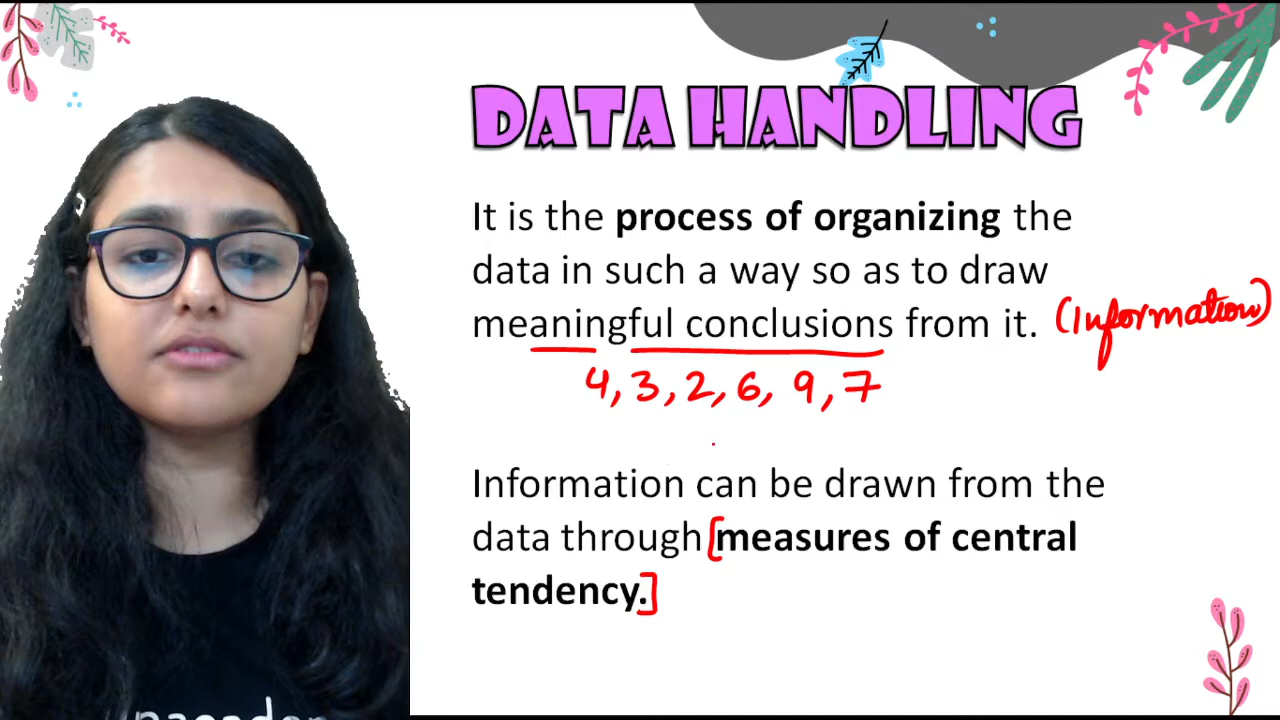 DATA HANDLING
It is the process of organizing the
data in such a way so as to draw
meaningful conclusions from it. (Information)
4, 3, 2, 6, 9, 7
Information can be drawn from the
data through [measures of central
tendency.]